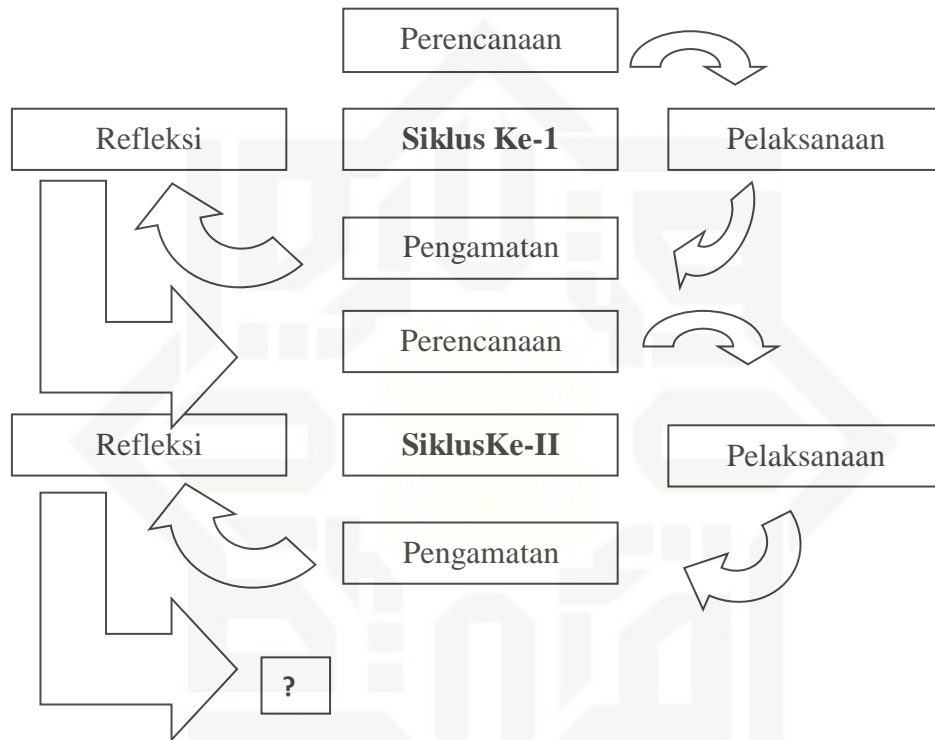 Perencanaan
Refleksi
Siklus Ke-1
Pelaksanaan
Pengamatan
Perencanaan
Refleksi
SiklusKe-II
Pelaksanaan
Pengamatan
?